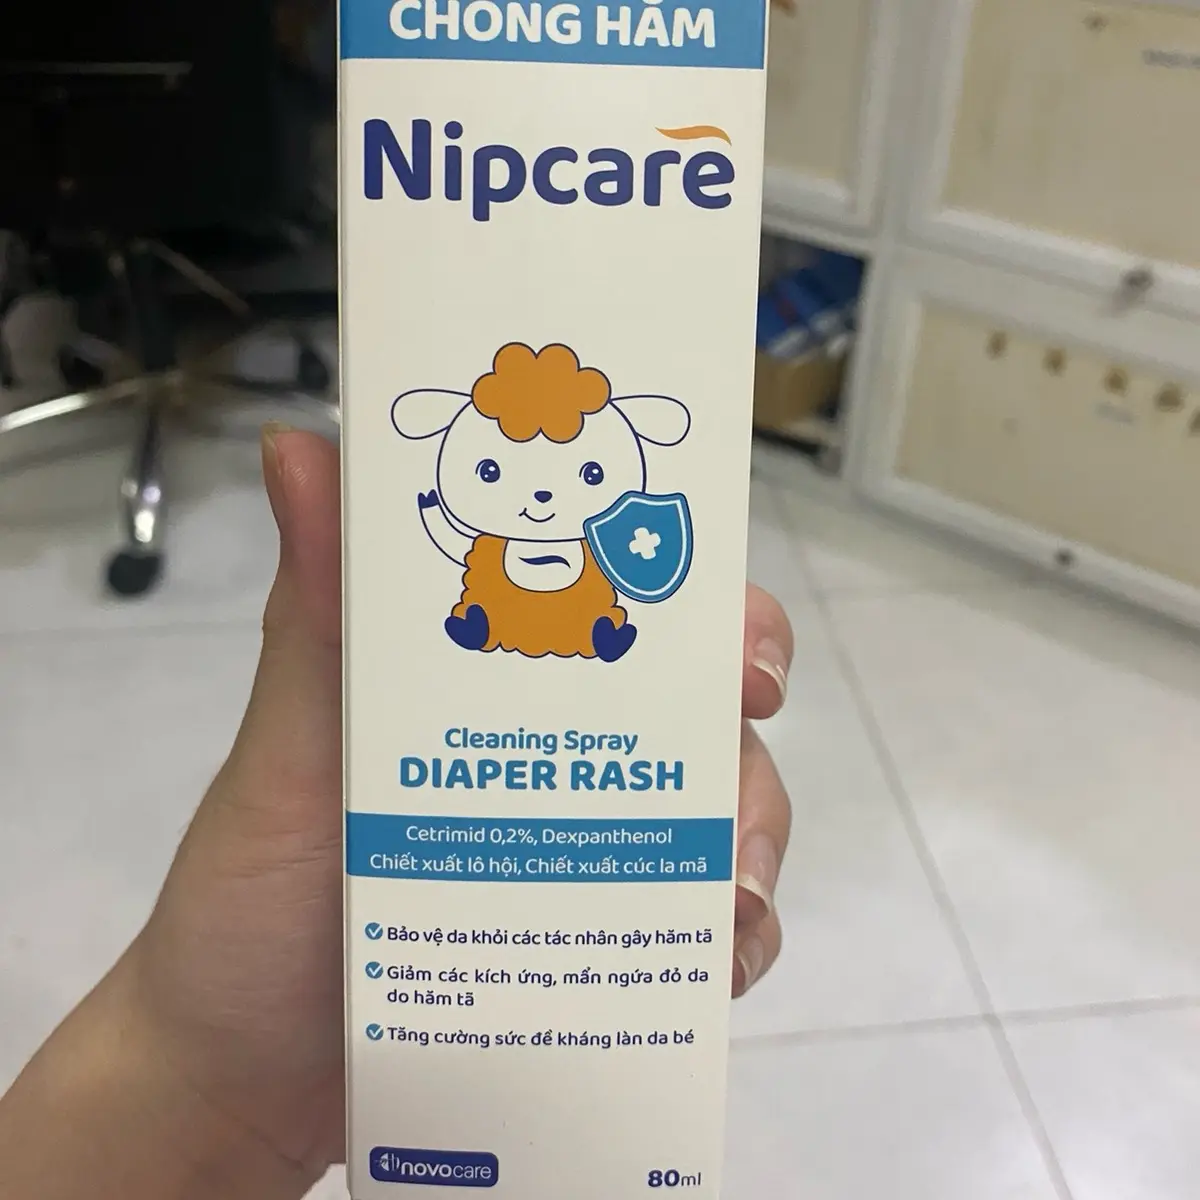 CHỐNG HĂM
Nipcare
Cleaning Spray
DIAPER RASH
Cetrimid 0,2%, Dexpanthenol
Chiết xuất lô hội, Chiết xuất cúc la mã
Bảo vệ da khỏi các tác nhân gây hăm tã
Giảm các kích ứng, mẩn ngứa đỏ da
do hăm tã
Tăng cường sức đề kháng làn da bé
novocare
80ml